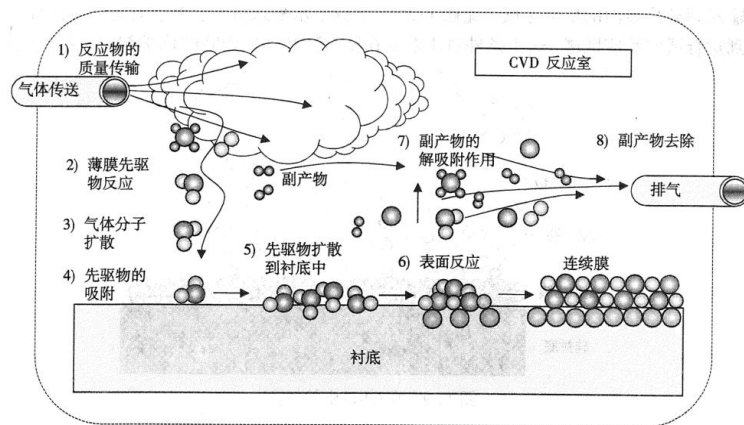 1) 反应物的
质量传输
气体传送
CVD 反应室
2) 薄膜先驱
物反应
副产物
7) 副产物的
解吸附作用
8) 副产物去除
排气
3) 气体分子
扩散
4) 先驱物的
吸附
5) 先驱物扩散
到衬底中
6) 表面反应
连续膜
衬底